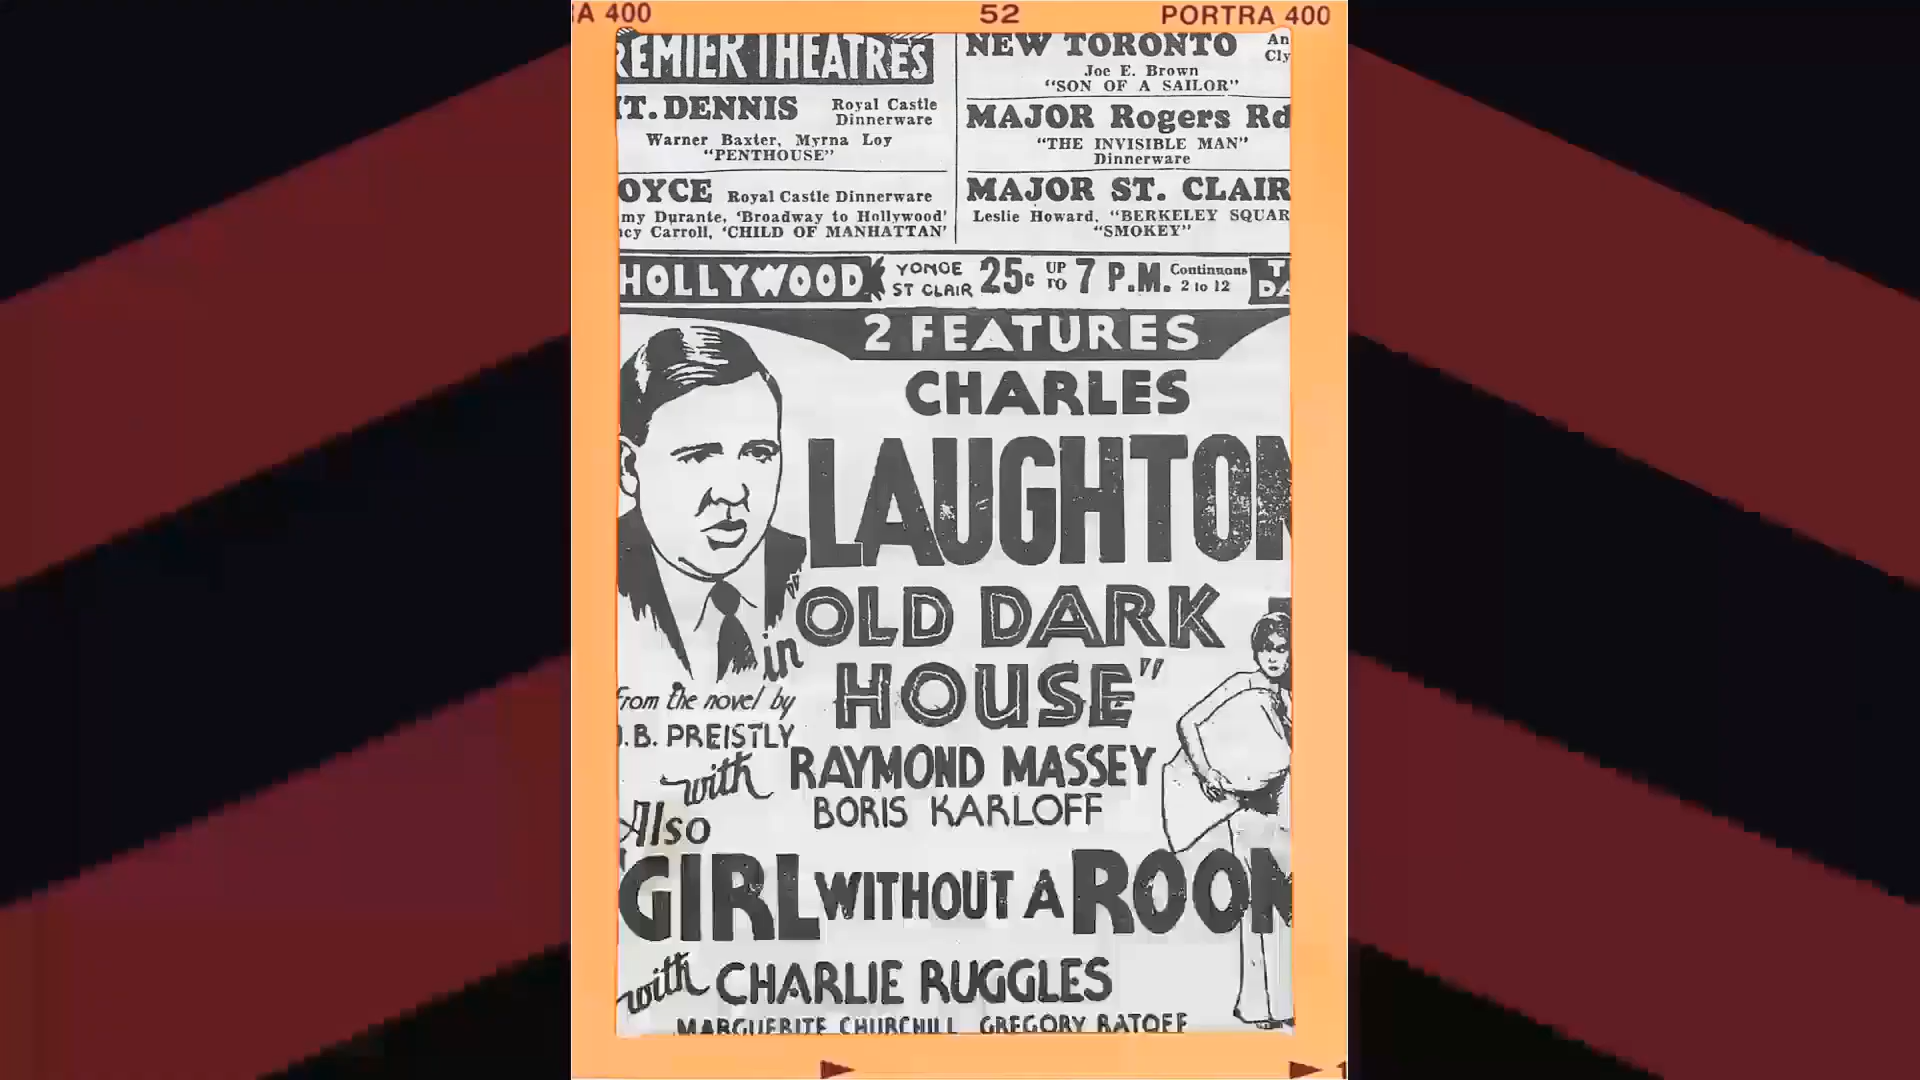 A 400 52 PORTRA 400
REMIER THEATRES
T. DENNIS Royal Castle
Dinnerware
Warner Baxter, Myrna Loy
"PENTHOUSE"
OYCE Royal Castle Dinnerware
my Durante, 'Broadway to Hollywood'
cy Carroll, 'CHILD OF MANHATTAN'
NEW TORONTO An
Cly
Joe E. Brown
"SON OF A SAILOR"
MAJOR Rogers Rd
"THE INVISIBLE MAN"
Dinnerware
MAJOR ST. CLAIR
Leslie Howard, "BERKELEY SQUAR
"SMOKEY"
HOLLYWOOD YONGE
ST CLAIR 25c UP
TO 7 P.M. Continuous
2 to 12
2 FEATURES
CHARLES
LAUGHTON
in "OLD DARK
HOUSE"
From the novel by
J.B. PREISTLY
with RAYMOND MASSEY
BORIS KARLOFF
Also
"GIRL WITHOUT A ROOM
with CHARLIE RUGGLES
MARGUERITE CHURCHILL GREGORY RATOFF
1